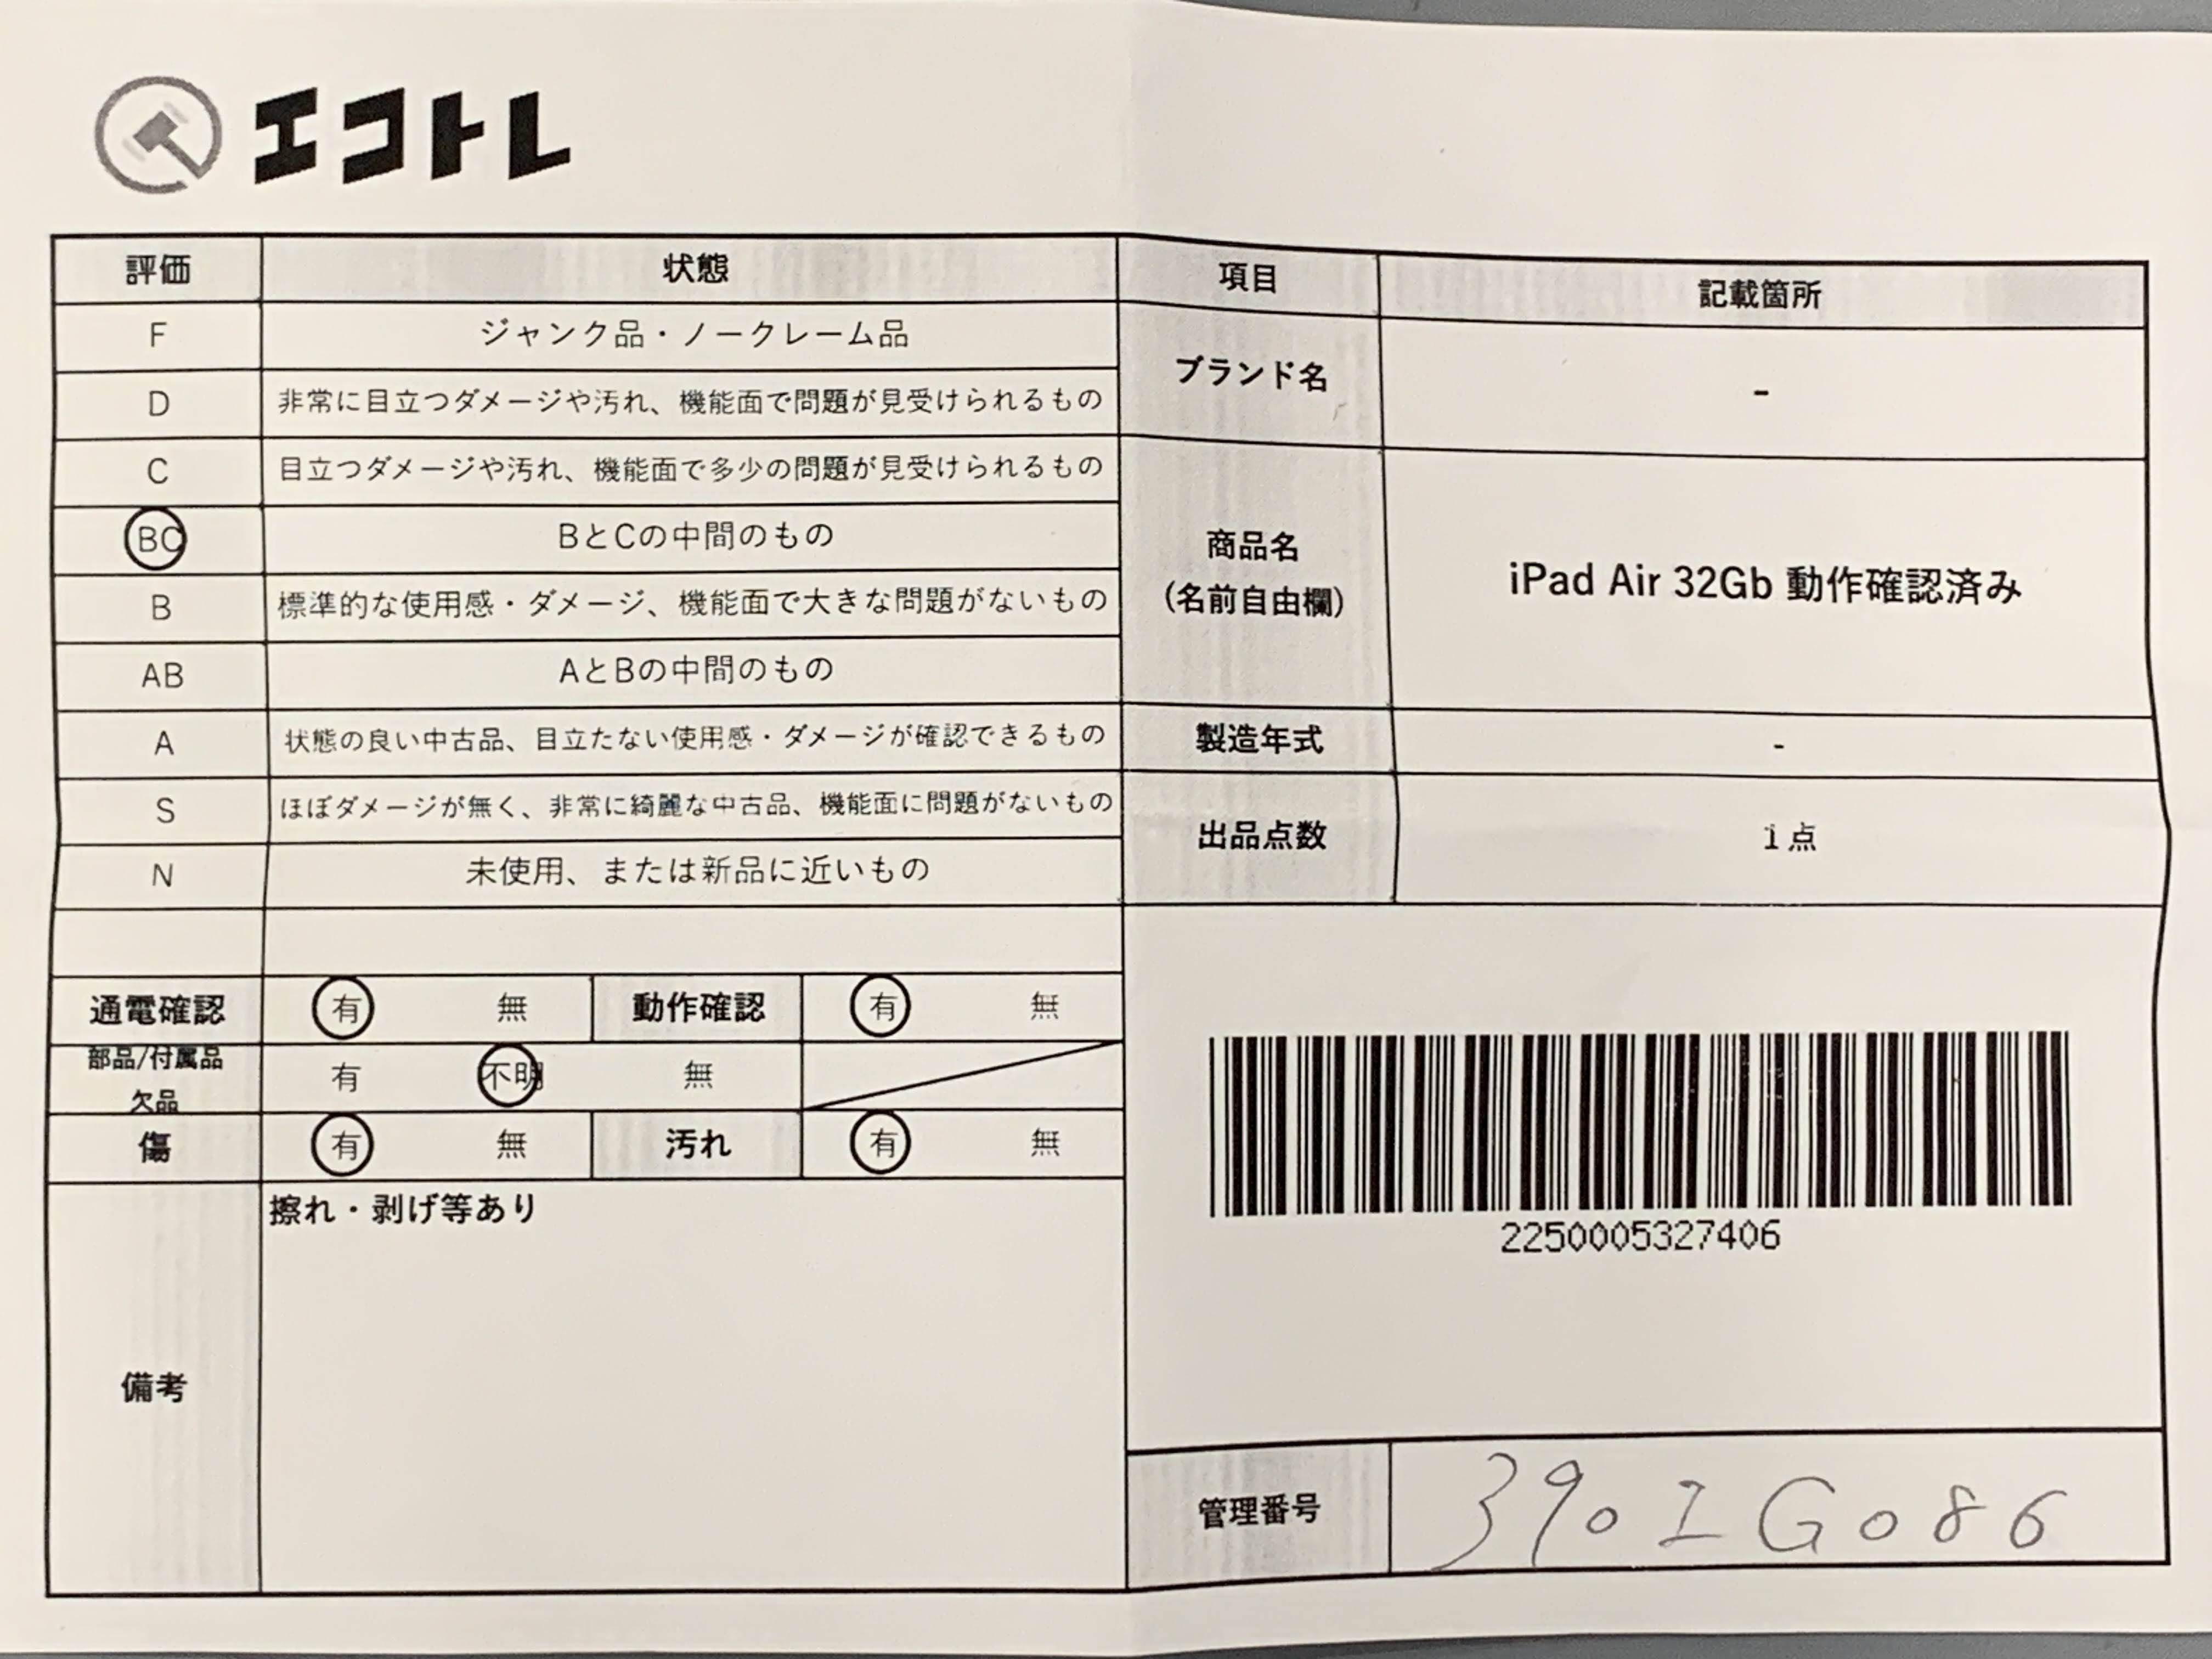 エコトレ
評価 状態
F ジャンク品・ノークレーム品
D 非常に目立つダメージや汚れ、機能面で問題が見受けられるもの
C 目立つダメージや汚れ、機能面で多少の問題が見受けられるもの
BC BとCの中間のもの
B 標準的な使用感・ダメージ、機能面で大きな問題がないもの
AB AとBの中間のもの
A 状態の良い中古品、目立たない使用感・ダメージが確認できるもの
S ほぼダメージが無く、非常に綺麗な中古品、機能面に問題がないもの
N 未使用、または新品に近いもの
通電確認 有 無 動作確認 有 無
部品/付属品
欠品 有 不明 無
傷 有 無 汚れ 有 無
備考 擦れ・剥げ等あり
項目 記載箇所
ブランド名 -
商品名
(名前自由欄) iPad Air 32Gb 動作確認済み
製造年式 -
出品点数 1点
2250005327406
管理番号 390IG086